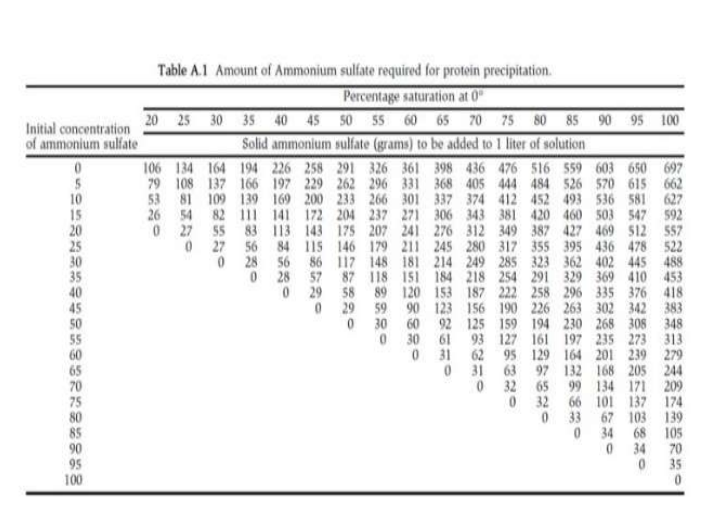 Table A.1 Amount of Ammonium sulfate required for protein precipitation.
Percentage saturation at 0°
Initial concentration of ammonium sulfate
20 25 30 35 40 45 50 55 60 65 70 75 80 85 90 95 100
Solid ammonium sulfate (grams) to be added to 1 liter of solution
0 106 134 164 194 226 258 291 326 361 398 436 476 516 559 603 650 697
5 79 108 137 166 197 229 262 296 331 368 405 444 484 526 570 615 662
10 53 81 109 139 169 200 233 266 301 337 374 412 452 493 536 581 627
15 26 54 82 111 141 172 204 237 271 306 343 381 420 460 503 547 592
20 0 27 55 83 113 143 175 207 241 276 312 349 387 427 469 512 557
25 0 27 56 84 115 146 179 211 245 280 317 355 395 436 478 522
30 0 28 56 86 117 148 181 214 249 285 323 362 402 445 488
35 0 28 57 87 118 151 184 218 254 291 329 369 410 453
40 0 29 58 89 120 153 187 222 258 296 335 376 418
45 0 29 59 90 123 156 190 226 263 302 342 383
50 0 30 60 92 125 159 194 230 268 308 348
55 0 30 61 93 127 161 197 235 273 313
60 0 31 62 95 129 164 201 239 279
65 0 31 63 97 132 168 205 244
70 0 32 65 99 134 171 209
75 0 32 66 101 137 174
80 0 33 67 103 139
85 0 34 68 105
90 0 34 70
95 0 35
100 0